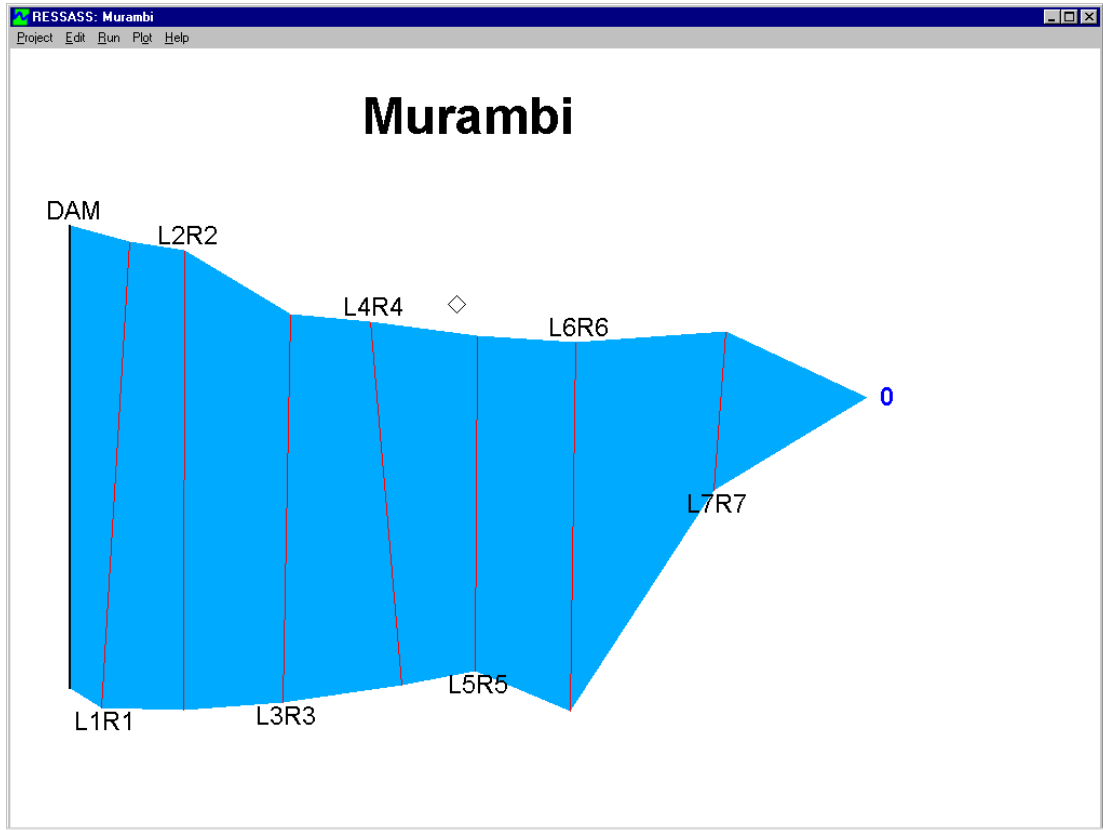 RESSASS: Murambi
Project Edit Run Plot Help
Murambi
DAM
L2R2
L4R4
L6R6
0
L7R7
L5R5
L3R3
L1R1